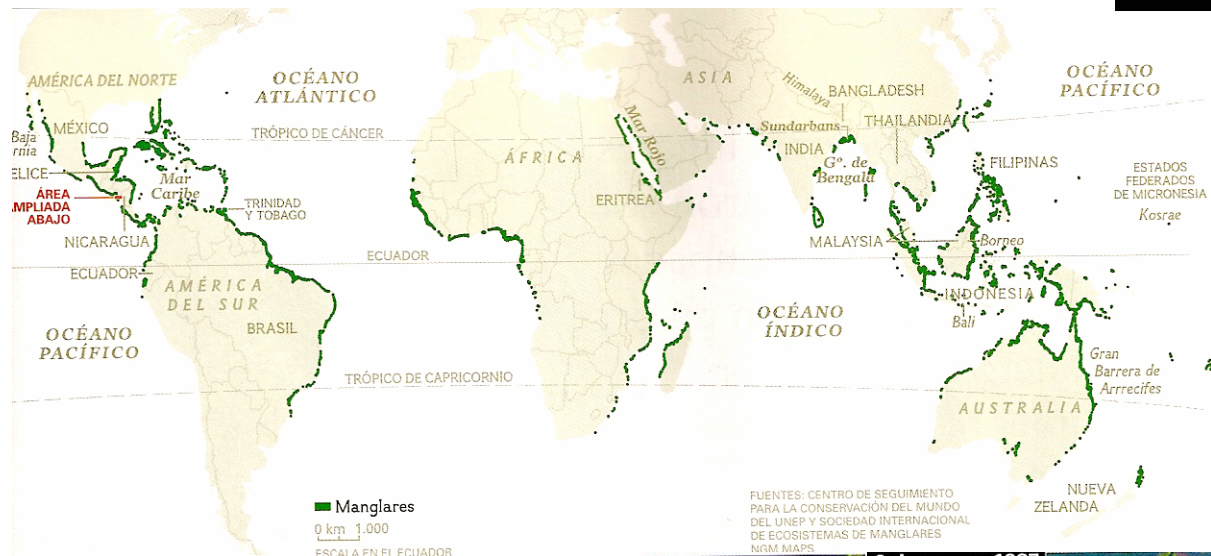 AMÉRICA DEL NORTE
OCÉANO
ATLÁNTICO
ASIA
Himalaya
OCÉANO
PACÍFICO
BANGLADESH
MÉXICO
TRÓPICO DE CÁNCER
Mar Rojo
Sundarbans
THAILANDIA
Baja
rnia
INDIA
ÁFRICA
Gº. de
Bengala
FILIPINAS
ESTADOS
FEDERADOS
DE MICRONESIA
Kosrae
ELICE
Mar
Caribe
ÁREA
AMPLIADA
ABAJO
TRINIDAD
Y TOBAGO
ERITREA
NICARAGUA
MALAYSIA
Borneo
ECUADOR
ECUADOR
AMÉRICA
DEL SUR
INDONESIA
BRASIL
OCÉANO
PACÍFICO
OCÉANO
ÍNDICO
Bali
Gran
Barrera de
Arrrecifes
TRÓPICO DE CAPRICORNIO
AUSTRALIA
NUEVA
ZELANDA
Manglares
0 km 1.000
ESCALA EN EL ECUADOR
FUENTES: CENTRO DE SEGUIMIENTO
PARA LA CONSERVACIÓN DEL MUNDO
DEL UNEP Y SOCIEDAD INTERNACIONAL
DE ECOSISTEMAS DE MANGLARES
NGM MAPS